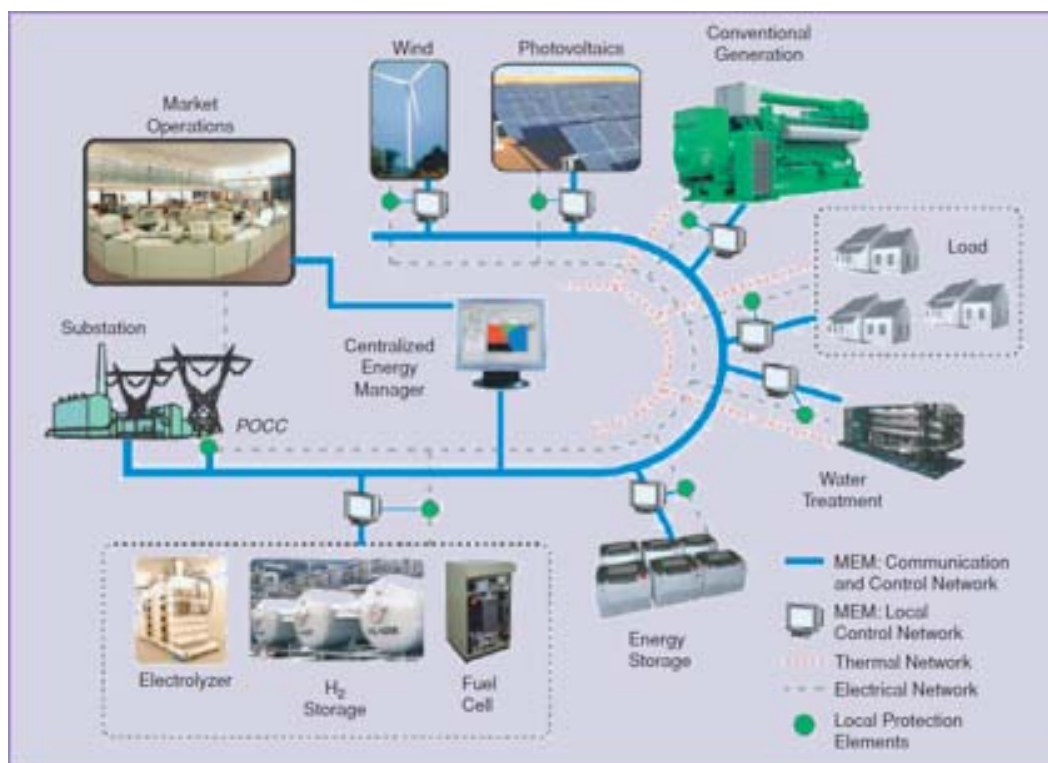 Wind
Photovoltaics
Conventional
Generation
Market
Operations
Load
Substation
Centralized
Energy
Manager
POCC
Water
Treatment
MEM: Communication
and Control Network
MEM: Local
Control Network
Energy
Storage
Thermal Network
Electrolyzer
H2
Storage
Fuel
Cell
Electrical Network
Local Protection
Elements